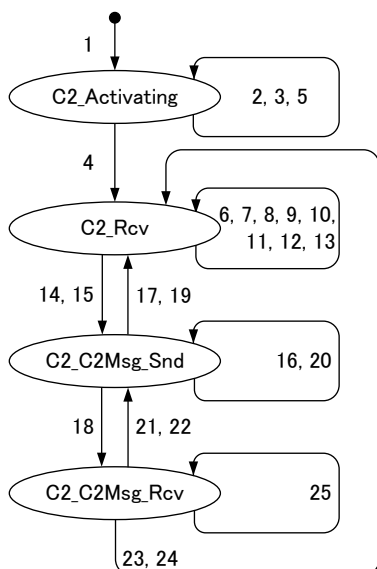 1
C2_Activating
2, 3, 5
4
C2_Rcv
6, 7, 8, 9, 10,
11, 12, 13
14, 15
17, 19
C2_C2Msg_Snd
16, 20
18
21, 22
C2_C2Msg_Rcv
25
23, 24